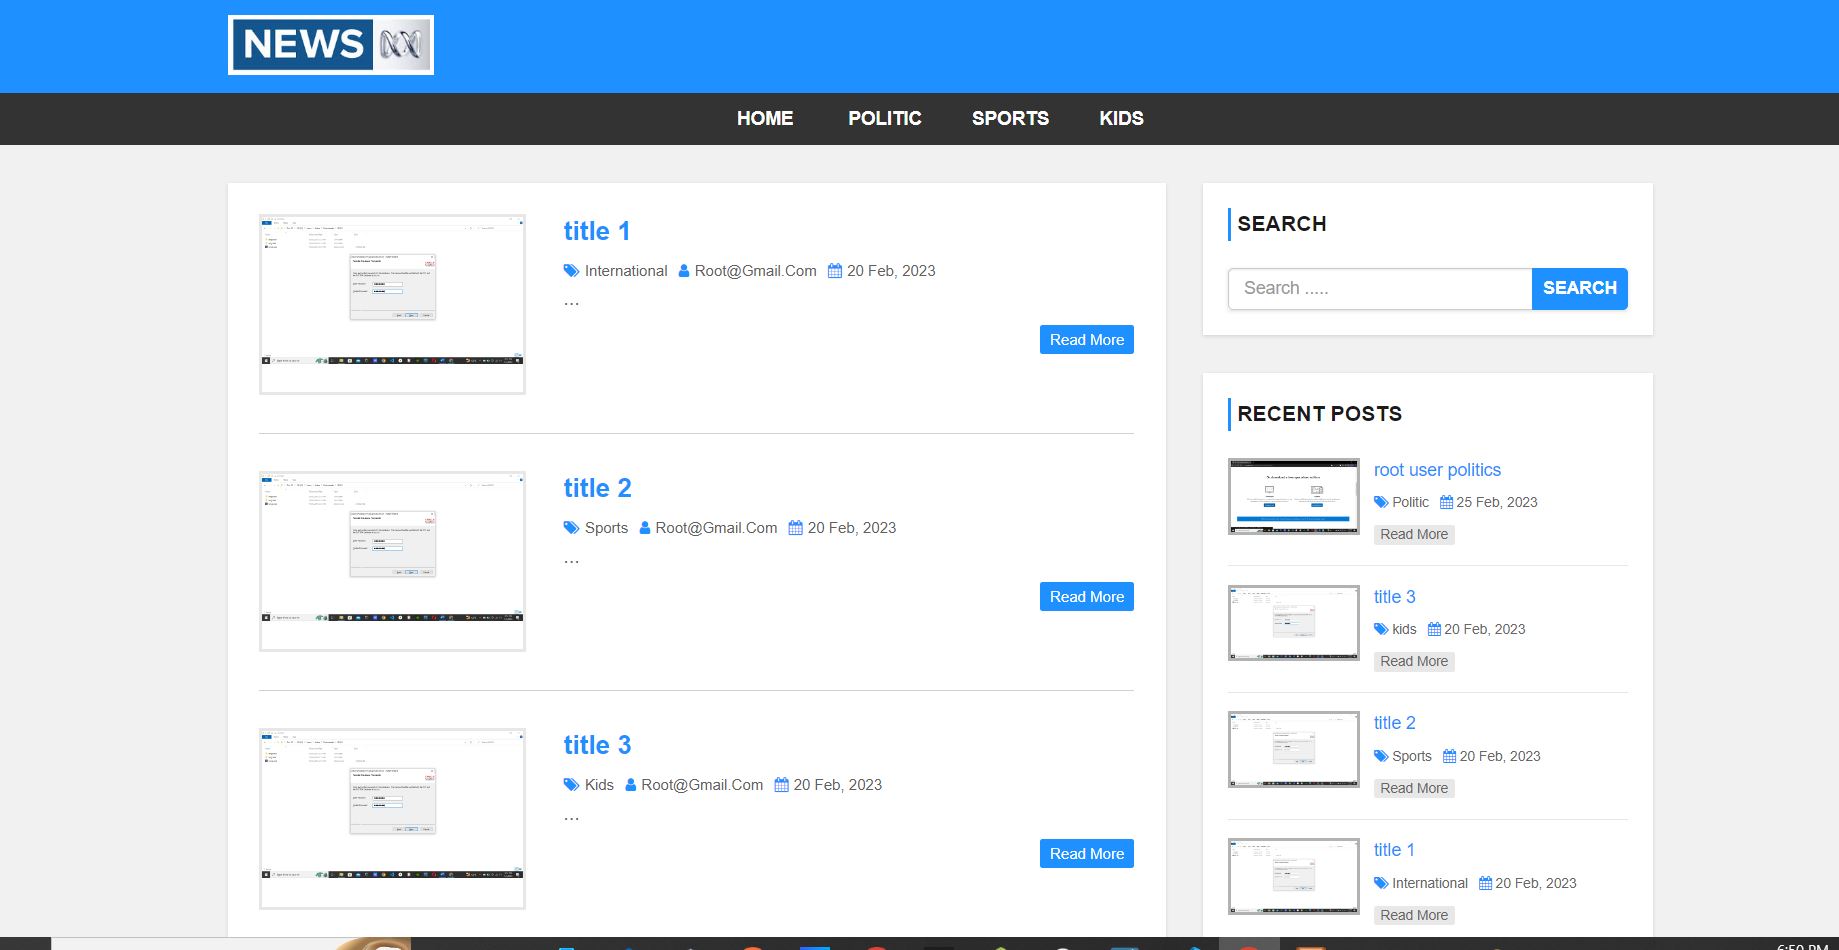 NEWS
HOME POLITIC SPORTS KIDS
title 1
International Root@Gmail.Com 20 Feb, 2023
...
Read More
title 2
Sports Root@Gmail.Com 20 Feb, 2023
...
Read More
title 3
Kids Root@Gmail.Com 20 Feb, 2023
...
Read More
SEARCH
Search ..... SEARCH
RECENT POSTS
root user politics
Politic 25 Feb, 2023
Read More
title 3
kids 20 Feb, 2023
Read More
title 2
Sports 20 Feb, 2023
Read More
title 1
International 20 Feb, 2023
Read More
6:50 PM